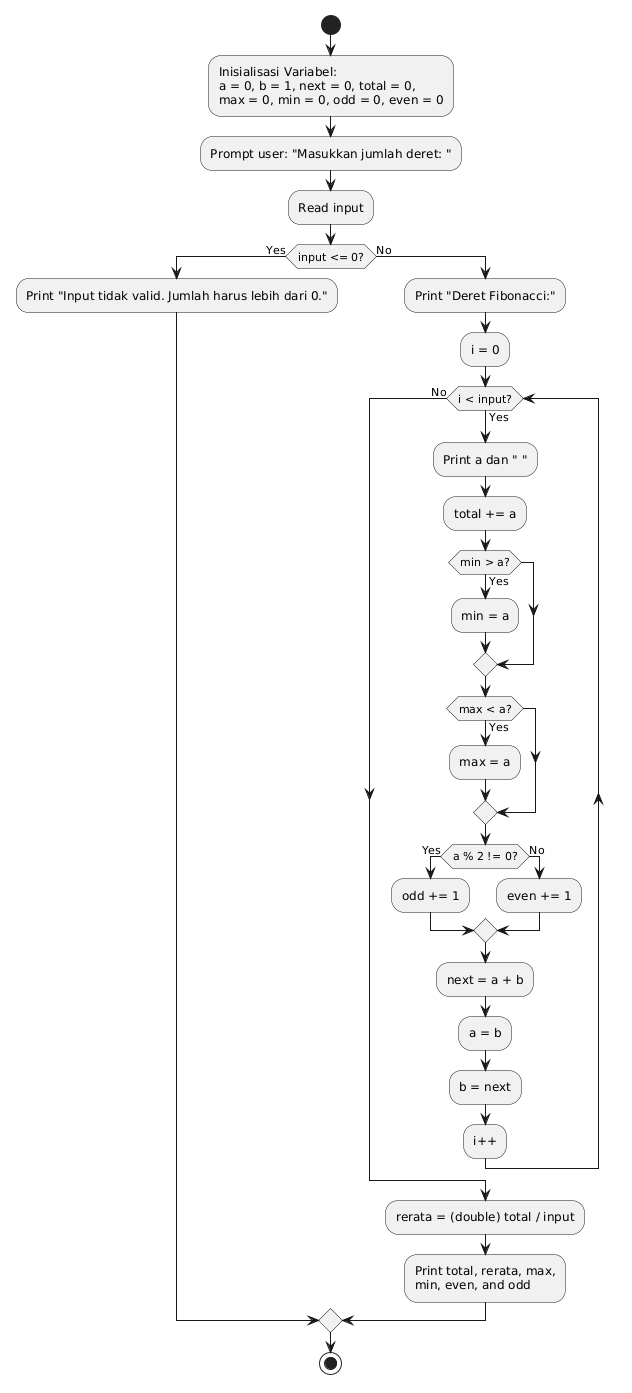 Inisialisasi Variabel:
a = 0, b = 1, next = 0, total = 0,
max = 0, min = 0, odd = 0, even = 0
Prompt user: "Masukkan jumlah deret: "
Read input
input <= 0?
Yes
No
Print "Input tidak valid. Jumlah harus lebih dari 0."
Print "Deret Fibonacci:"
i = 0
i < input?
No
Yes
Print a dan " "
total += a
min > a?
Yes
min = a
max < a?
Yes
max = a
a % 2 != 0?
Yes
No
odd += 1
even += 1
next = a + b
a = b
b = next
i++
rerata = (double) total / input
Print total, rerata, max,
min, even, and odd